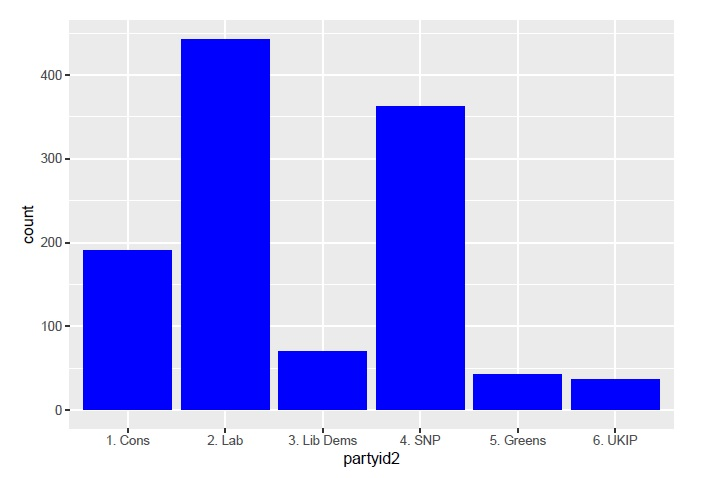 count
400
300
200
100
0
1. Cons
2. Lab
3. Lib Dems
4. SNP
5. Greens
6. UKIP
partyid2